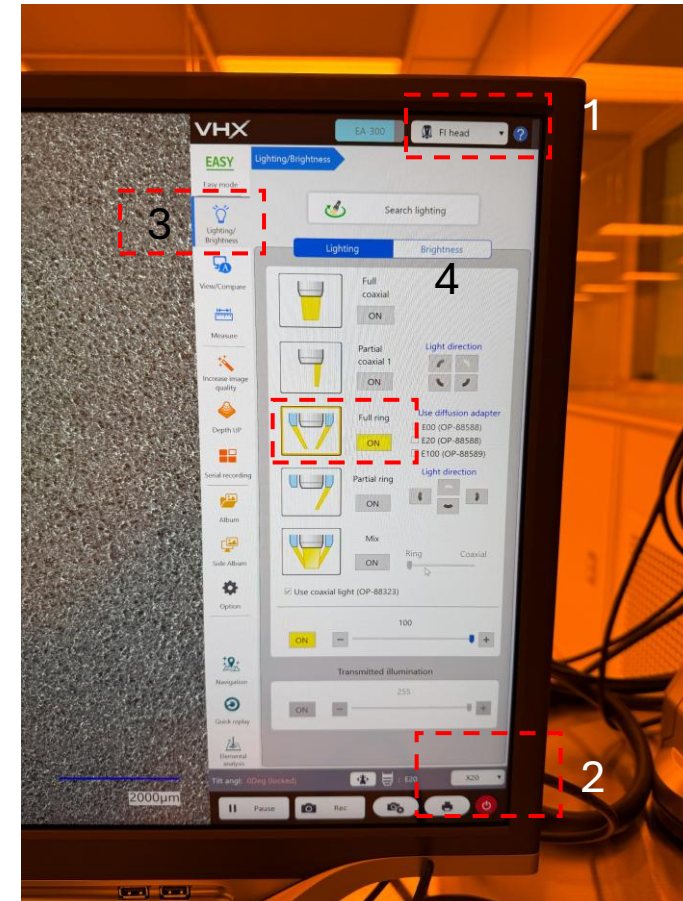 1
VHX
EA-300
FI head
?
EASY
Easy mode
Lighting/Brightness
3
Lighting/
Brightness
Search lighting
Lighting
Brightness
4
View/Compare
Full
coaxial
ON
Measure
Partial
coaxial 1
Light direction
ON
Increase image
quality
Full ring
Use diffusion adapter
E00 (OP-88588)
E20 (OP-88588)
E100 (OP-88589)
ON
Depth UP
Serial recording
Partial ring
Light direction
ON
Album
Mix
ON
Ring
Coaxial
Side Album
Use coaxial light (OP-88323)
Option
100
ON
Navigation
Transmitted illumination
255
ON
Quick replay
Elemental
analysis
2
Tilt angl: 0Deg (locked)
: E20
X20
2000μm
Pause
Rec